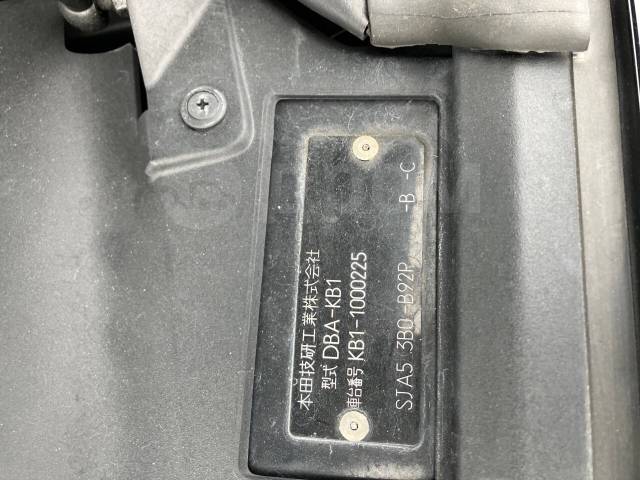 本田技研工業株式会社
型式 DBA-KB1
車台番号 KB1-1000225
SJA5 3B0 -B92P -B -C